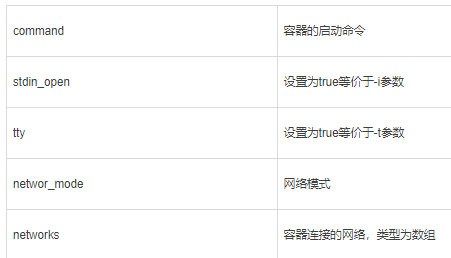 command 容器的启动命令
stdin_open 设置为true等价于-i参数
tty 设置为true等价于-t参数
networ_mode 网络模式
networks 容器连接的网络，类型为数组